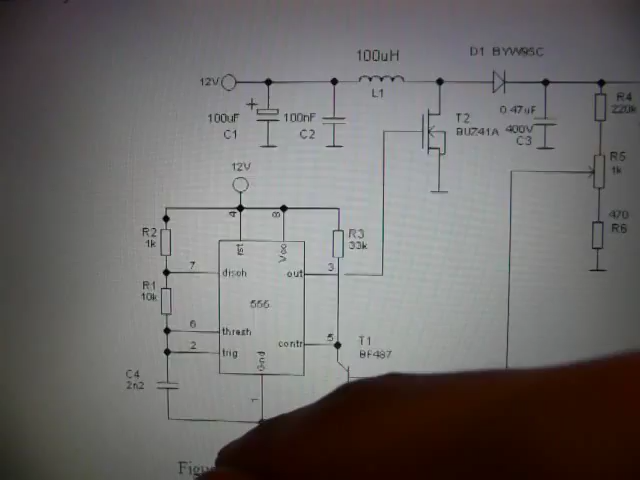 100uH
D1 BYW95C
12V
L1
100uF
C1
100nF
C2
T2
BUZ41A
0.47uF
400V
C3
R4
220k
R5
1k
470
R6
12V
4
8
R2
1k
R3
33k
rst
Vcc
7
disch
out
3
R1
10k
555
6
thresh
contr
5
T1
BF487
2
trig
Gnd
C4
2n2
1